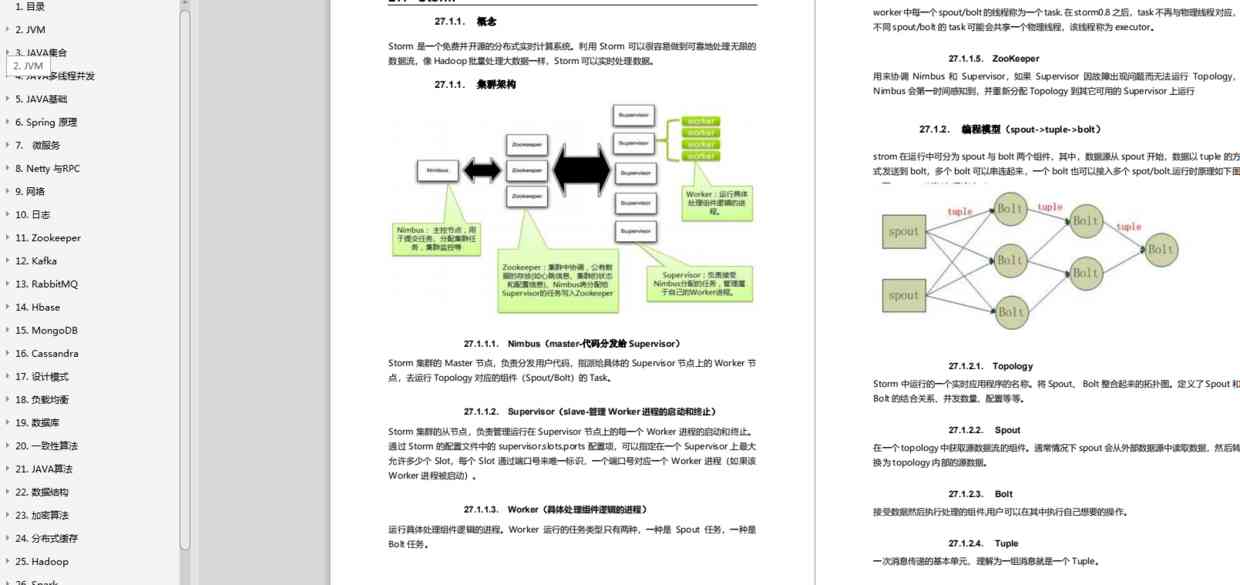 1. 目录
2. JVM
3. JAVA集合
2. JVM
4. JAVA多线程并发
5. JAVA基础
6. Spring 原理
7. 微服务
8. Netty 与RPC
9. 网络
10. 日志
11. Zookeeper
12. Kafka
13. RabbitMQ
14. Hbase
15. MongoDB
16. Cassandra
17. 设计模式
18. 负载均衡
19. 数据库
20. 一致性算法
21. JAVA算法
22. 数据结构
23. 加密算法
24. 分布式缓存
25. Hadoop
26. Spark
27.1.1. 概念
Storm 是一个免费并开源的分布式实时计算系统。利用 Storm 可以很容易做到可靠地处理无限的
数据流，像 Hadoop 批量处理大数据一样，Storm 可以实时处理数据。
27.1.1. 集群架构
Nimbus
Zookeeper
Zookeeper
Zookeeper
Supervisor
Supervisor
Supervisor
Supervisor
Supervisor
worker
worker
worker
worker
Worker：运行具体
处理组件逻辑的进
程。
Nimbus：主控节点，用
于提交任务、分配集群任
务，集群监控等
Zookeeper：集群中协调，公有数
据的存放(如心跳信息、集群的状态
和配置信息)，Nimbus将分配给
Supervisor的任务写入Zookeeper
Supervisor：负责接受
Nimbus分配的任务，管理属
于自己的Worker进程。
27.1.1.1. Nimbus（master-代码分发给 Supervisor）
Storm 集群的 Master 节点，负责分发用户代码，指派给具体的 Supervisor 节点上的 Worker 节
点，去运行 Topology 对应的组件（Spout/Bolt）的 Task。
27.1.1.2. Supervisor（slave-管理 Worker 进程的启动和终止）
Storm 集群的从节点，负责管理运行在 Supervisor 节点上的每一个 Worker 进程的启动和终止。
通过 Storm 的配置文件中的 supervisor.slots.ports 配置项，可以指定在一个 Supervisor 上最大
允许多少个 Slot，每个 Slot 通过端口号来唯一标识，一个端口号对应一个 Worker 进程（如果该
Worker 进程被启动）。
27.1.1.3. Worker（具体处理组件逻辑的进程）
运行具体处理组件逻辑的进程。Worker 运行的任务类型只有两种，一种是 Spout 任务，一种是
Bolt 任务。
worker 中每一个 spout/bolt 的线程称为一个 task. 在 storm0.8 之后，task 不再与物理线程对应，
不同 spout/bolt 的 task 可能会共享一个物理线程，该线程称为 executor。
27.1.1.5. ZooKeeper
用来协调 Nimbus 和 Supervisor，如果 Supervisor 因故障出现问题而无法运行 Topology，
Nimbus 会第一时间感知到，并重新分配 Topology 到其它可用的 Supervisor 上运行
27.1.2. 编程模型（spout->tuple->bolt）
strom 在运行中可分为 spout 与 bolt 两个组件，其中，数据源从 spout 开始，数据以 tuple 的方
式发送到 bolt，多个 bolt 可以串连起来，一个 bolt 也可以接入多个 spot/bolt.运行时原理如下图
spout
spout
tuple
tuple
tuple
Bolt
Bolt
Bolt
Bolt
Bolt
Bolt
27.1.2.1. Topology
Storm 中运行的一个实时应用程序的名称。将 Spout、 Bolt 整合起来的拓扑图。定义了 Spout 和
Bolt 的结合关系、并发数量、配置等等。
27.1.2.2. Spout
在一个 topology 中获取源数据流的组件。通常情况下 spout 会从外部数据源中读取数据，然后转
换为 topology 内部的源数据。
27.1.2.3. Bolt
接受数据然后执行处理的组件,用户可以在其中执行自己想要的操作。
27.1.2.4. Tuple
一次消息传递的基本单元，理解为一组消息就是一个 Tuple。